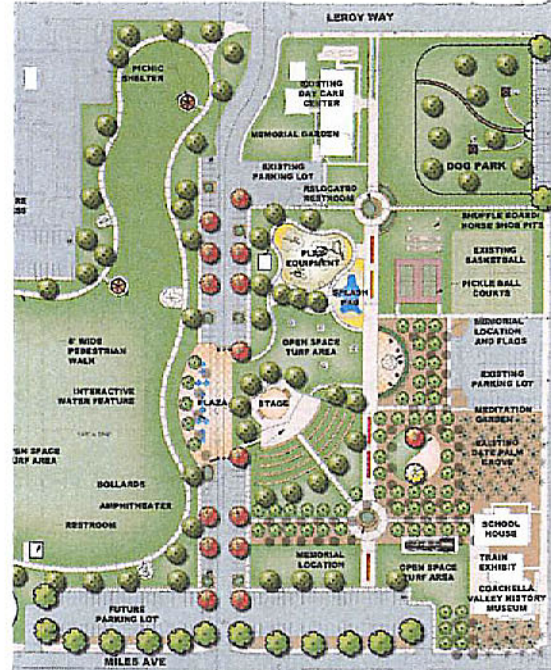 LEROY WAY
PICNIC
SHELTER
EXISTING
DAY CARE
CENTER
MEMORIAL GARDEN
EXISTING
PARKING LOT
RELOCATED
RESTROOM
DOG PARK
SHUFFLE BOARD/
HORSE SHOE PITS
PLAY
EQUIPMENT
EXISTING
BASKETBALL
SPLASH
PAD
PICKLE BALL
COURTS
MEMORIAL
LOCATION
AND FLAGS
6' WIDE
PEDESTRIAN
WALK
OPEN SPACE
TURF AREA
EXISTING
PARKING LOT
INTERACTIVE
WATER FEATURE
PLAZA
STAGE
MEDITATION
GARDEN
EXISTING
DATE PALM
GROVE
PEN SPACE
URF AREA
BOLLARDS
AMPHITHEATER
RESTROOM
SCHOOL
HOUSE
MEMORIAL
LOCATION
OPEN SPACE
TURF AREA
TRAIN
EXHIBIT
COACHELLA
VALLEY HISTORY
MUSEUM
FUTURE
PARKING LOT
MILES AVE